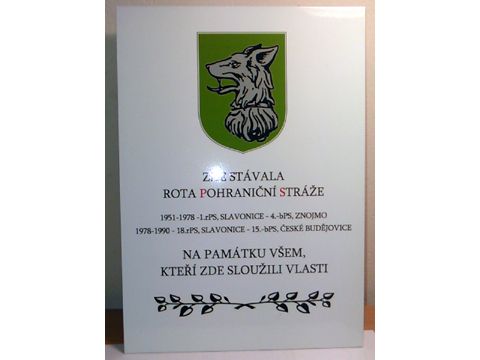 ZDE STÁVALA
ROTA POHRANIČNÍ STRÁŽE
1951-1978 -1.rPS, SLAVONICE - 4.-bPS, ZNOJMO
1978-1990 - 18.rPS, SLAVONICE - 15.-bPS, ČESKÉ BUDĚJOVICE
NA PAMÁTKU VŠEM,
KTEŘÍ ZDE SLOUŽILI VLASTI